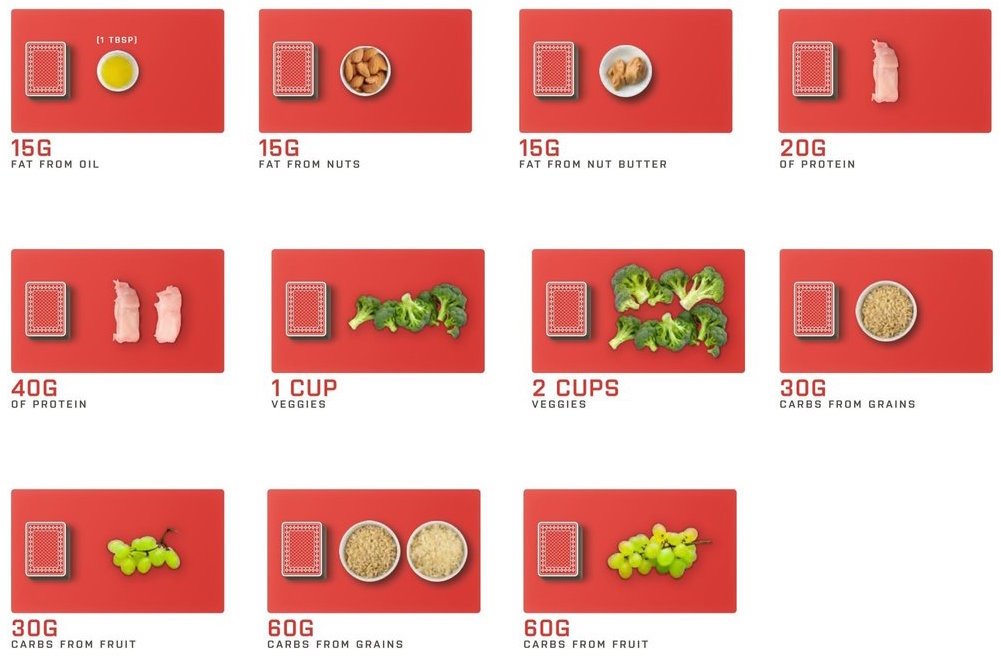 (1 TBSP)
15G
FAT FROM OIL
15G
FAT FROM NUTS
15G
FAT FROM NUT BUTTER
20G
OF PROTEIN
40G
OF PROTEIN
1 CUP
VEGGIES
2 CUPS
VEGGIES
30G
CARBS FROM GRAINS
30G
CARBS FROM FRUIT
60G
CARBS FROM GRAINS
60G
CARBS FROM FRUIT